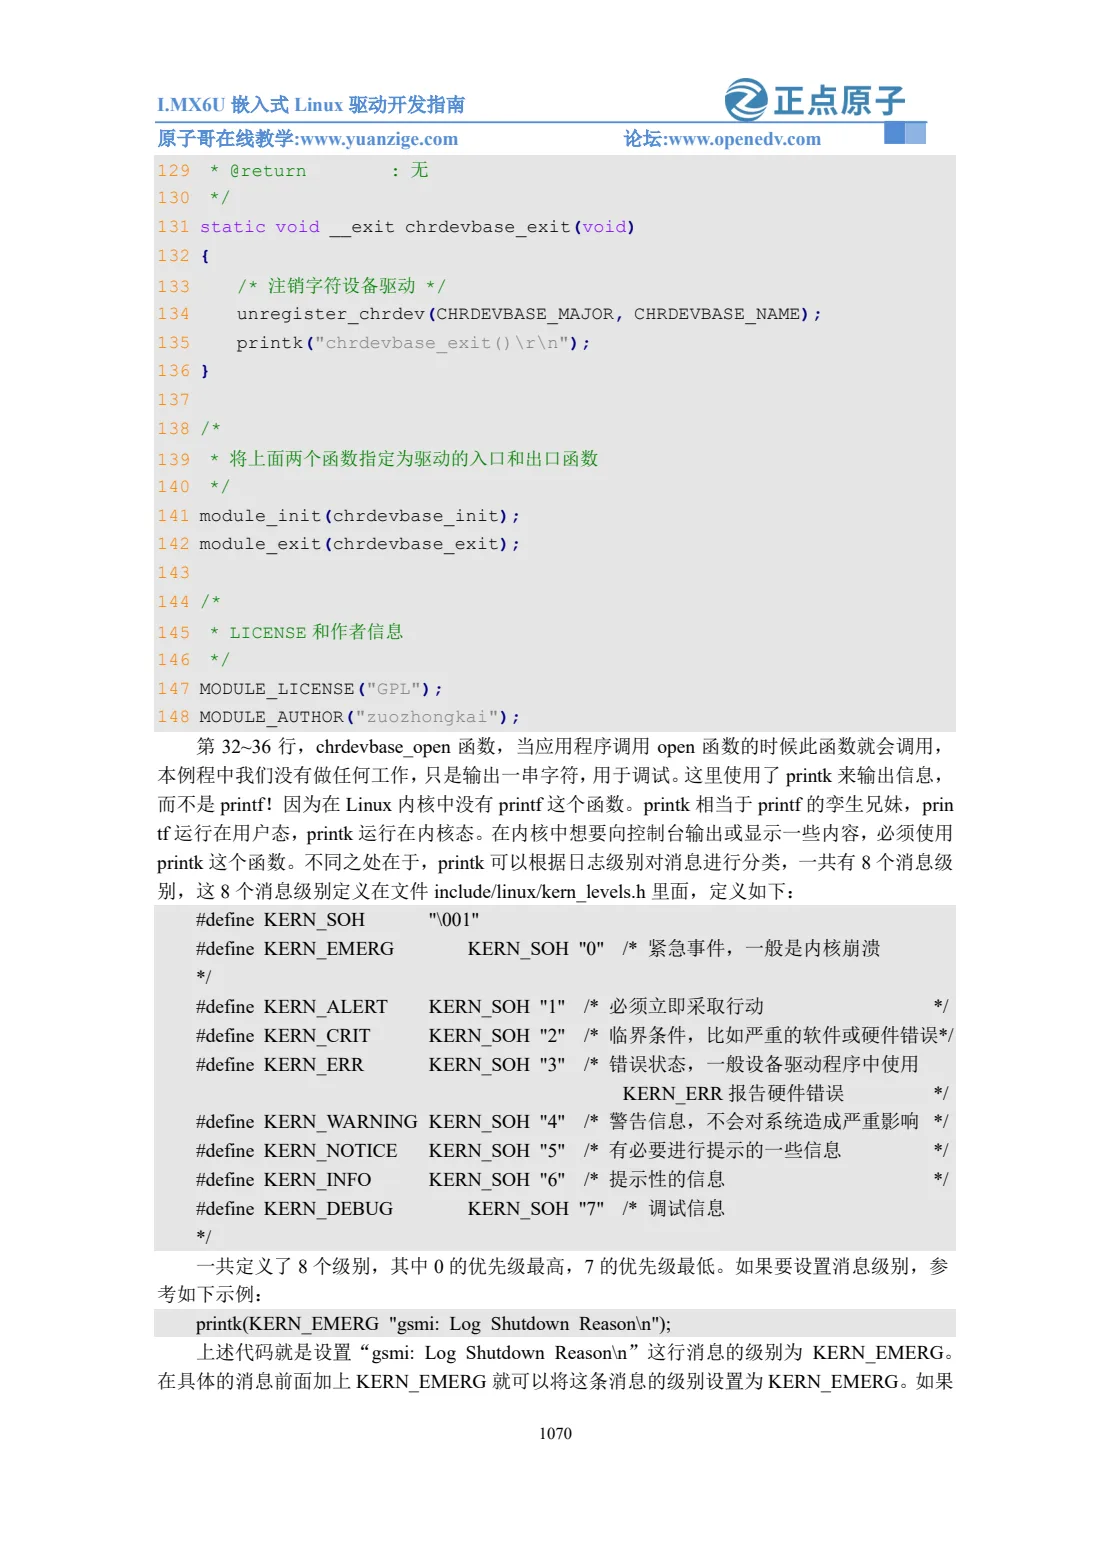 I.MX6U 嵌入式 Linux 驱动开发指南
正点原子
原子哥在线教学:www.yuanzige.com 论坛:www.openedv.com
129  * @return        : 无
130  */
131 static void __exit chrdevbase_exit(void)
132 {
133    /* 注销字符设备驱动 */
134    unregister_chrdev(CHRDEVBASE_MAJOR, CHRDEVBASE_NAME);
135    printk("chrdevbase_exit()\r\n");
136 }
137
138 /*
139  * 将上面两个函数指定为驱动的入口和出口函数
140  */
141 module_init(chrdevbase_init);
142 module_exit(chrdevbase_exit);
143
144 /*
145  * LICENSE 和作者信息
146  */
147 MODULE_LICENSE("GPL");
148 MODULE_AUTHOR("zuozhongkai");
第 32~36 行，chrdevbase_open 函数，当应用程序调用 open 函数的时候此函数就会调用，
本例程中我们没有做任何工作，只是输出一串字符，用于调试。这里使用了 printk 来输出信息，
而不是 printf！因为在 Linux 内核中没有 printf 这个函数。printk 相当于 printf 的孪生兄妹，prin
tf 运行在用户态，printk 运行在内核态。在内核中想要向控制台输出或显示一些内容，必须使用
printk 这个函数。不同之处在于，printk 可以根据日志级别对消息进行分类，一共有 8 个消息级
别，这 8 个消息级别定义在文件 include/linux/kern_levels.h 里面，定义如下：
#define KERN_SOH "\001"
#define KERN_EMERG KERN_SOH "0" /* 紧急事件，一般是内核崩溃
*/
#define KERN_ALERT KERN_SOH "1" /* 必须立即采取行动 */
#define KERN_CRIT KERN_SOH "2" /* 临界条件，比如严重的软件或硬件错误*/
#define KERN_ERR KERN_SOH "3" /* 错误状态，一般设备驱动程序中使用
KERN_ERR 报告硬件错误 */
#define KERN_WARNING KERN_SOH "4" /* 警告信息，不会对系统造成严重影响 */
#define KERN_NOTICE KERN_SOH "5" /* 有必要进行提示的一些信息 */
#define KERN_INFO KERN_SOH "6" /* 提示性的信息 */
#define KERN_DEBUG KERN_SOH "7" /* 调试信息
*/
一共定义了 8 个级别，其中 0 的优先级最高，7 的优先级最低。如果要设置消息级别，参
考如下示例：
printk(KERN_EMERG "gsmi: Log Shutdown Reason\n");
上述代码就是设置“gsmi: Log Shutdown Reason\n”这行消息的级别为 KERN_EMERG。
在具体的消息前面加上 KERN_EMERG 就可以将这条消息的级别设置为 KERN_EMERG。如果
1070